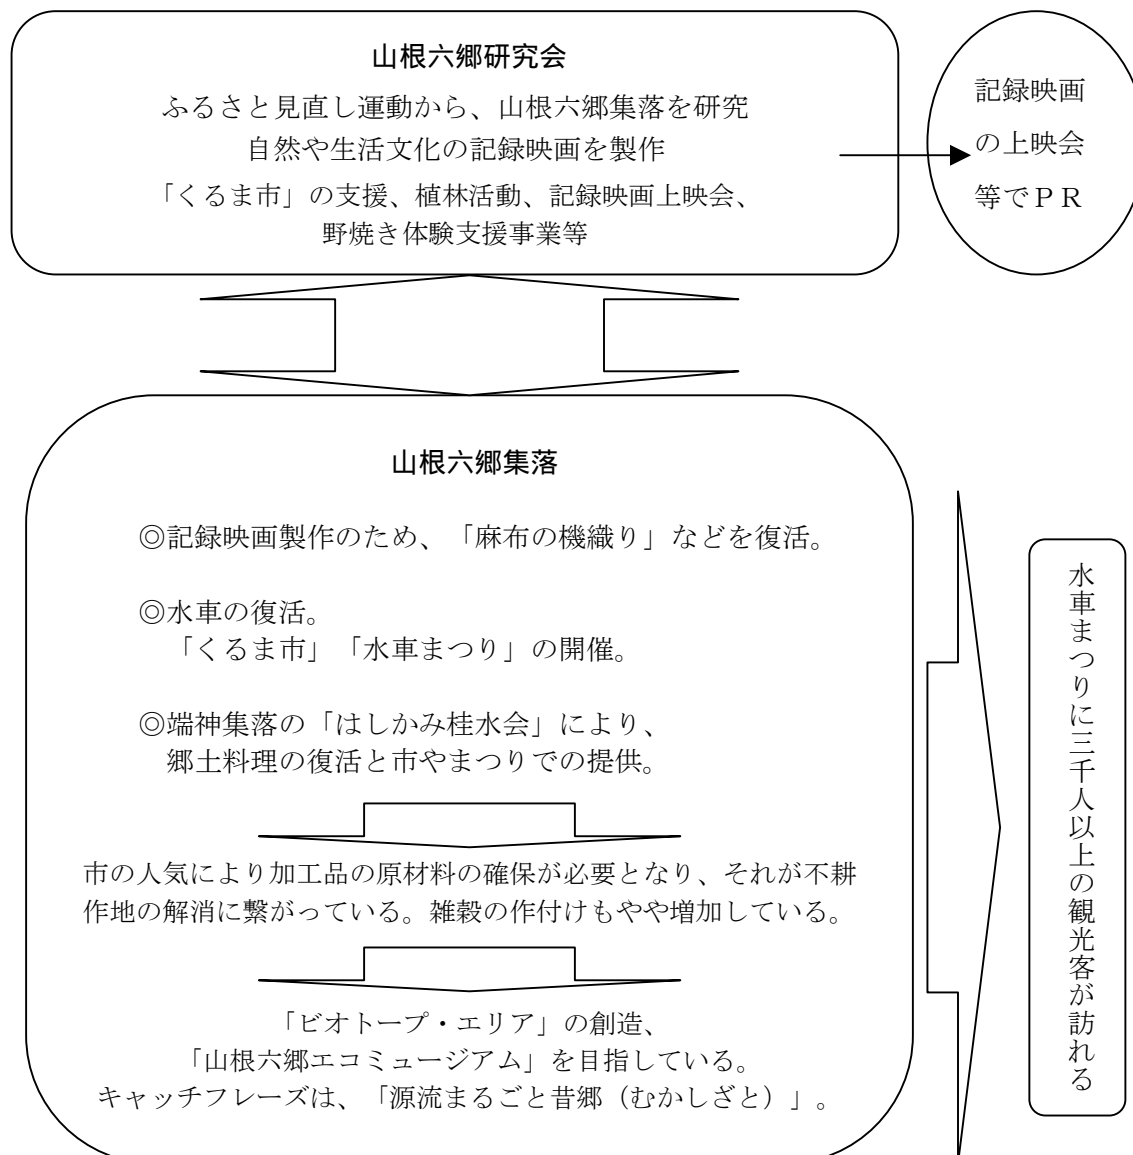 山根六郷研究会
ふるさと見直し運動から、山根六郷集落を研究
自然や生活文化の記録映画を製作
「くるま市」の支援、植林活動、記録映画上映会、
野焼き体験支援事業等
記録映画
の上映会
等でＰＲ
山根六郷集落
◎記録映画製作のため、「麻布の機織り」などを復活。
◎水車の復活。
「くるま市」「水車まつり」の開催。
◎端神集落の「はしかみ桂水会」により、
郷土料理の復活と市やまつりでの提供。
市の人気により加工品の原材料の確保が必要となり、それが不耕
作地の解消に繋がっている。雑穀の作付けもやや増加している。
「ビオトープ・エリア」の創造、
「山根六郷エコミュージアム」を目指している。
キャッチフレーズは、「源流まるごと昔郷（むかしざと）」。
水車まつりに三千人以上の観光客が訪れる